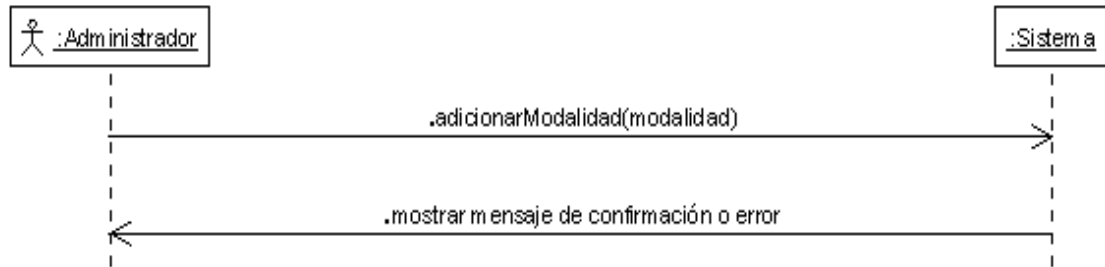 :Administrador
:Sistema
.adicionarModalidad(modalidad)
.mostrar mensaje de confirmación o error